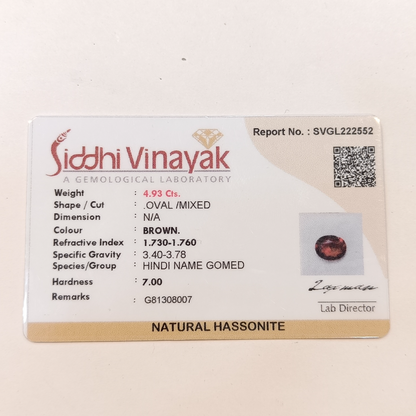 Report No. : SVGL222552
Siddhi Vinayak
A GEMOLOGICAL LABORATORY
Weight : 4.93 Cts.
Shape / Cut : .OVAL /MIXED
Dimension : N/A
Colour : BROWN.
Refractive Index : 1.730-1.760
Specific Gravity : 3.40-3.78
Species/Group : HINDI NAME GOMED
Hardness : 7.00
Remarks : G81308007
Lab Director
NATURAL HASSONITE